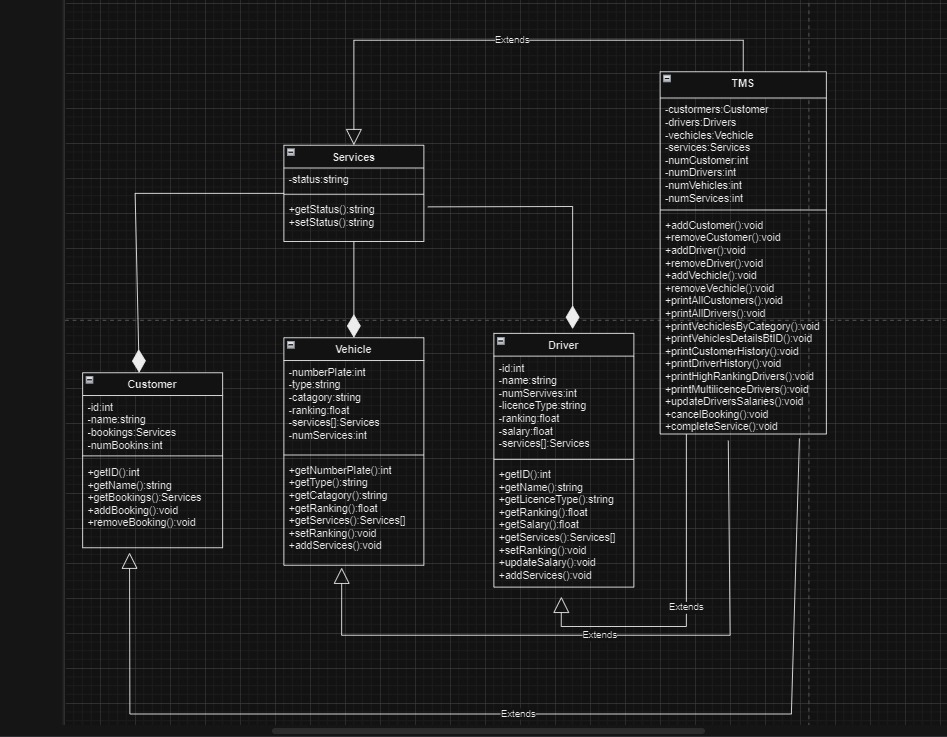 Extends
TMS
-custormers:Customer
-drivers:Drivers
-vechicles:Vechicle
-services:Services
-numCustomer:int
-numDrivers:int
-numVehicles:int
-numServices:int
+addCustomer():void
+removeCustomer():void
+addDriver():void
+removeDriver():void
+addVechicle():void
+removeVechicle():void
+printAllCustomers():void
+printAllDrivers():void
+printVechiclesByCategory():void
+printVehiclesDetailsBtID():void
+printCustomerHistory():void
+printDriverHistory():void
+printHighRankingDrivers():void
+printMultilicenceDrivers():void
+updateDriversSalaries():void
+cancelBooking():void
+completeService():void
Services
-status:string
+getStatus():string
+setStatus():string
Customer
-id:int
-name:string
-bookings:Services
-numBookins:int
+getID():int
+getName():string
+getBookings():Services
+addBooking():void
+removeBooking():void
Vehicle
-numberPlate:int
-type:string
-catagory:string
-ranking:float
-services[]:Services
-numServices:int
+getNumberPlate():int
+getType():string
+getCatagory():string
+getRanking():float
+getServices():Services[]
+setRanking():void
+addServices():void
Driver
-id:int
-name:string
-numServives:int
-licenceType:string
-ranking:float
-salary:float
-services[]:Services
+getID():int
+getName():string
+getLicenceType():string
+getRanking():float
+getSalary():float
+getServices():Services[]
+setRanking():void
+updateSalary():void
+addServices():void
Extends
Extends
Extends